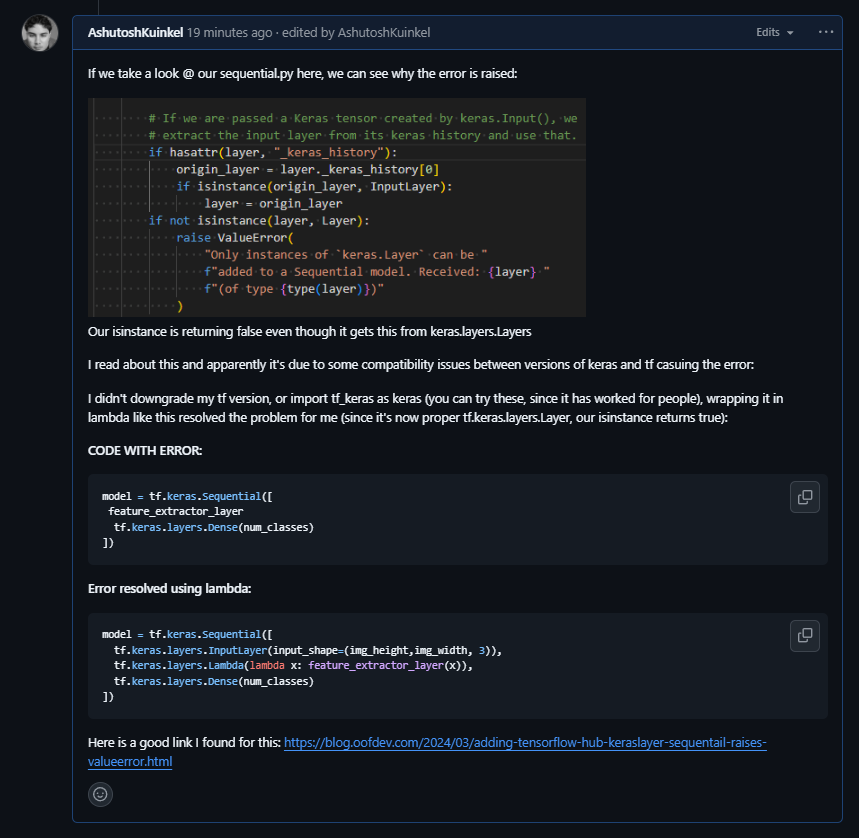 AshutoshKuinkel 19 minutes ago · edited by AshutoshKuinkel Edits
If we take a look @ our sequential.py here, we can see why the error is raised:
# If we are passed a Keras tensor created by keras.Input(), we
# extract the input layer from its keras history and use that.
if hasattr(layer, "_keras_history"):
origin_layer = layer._keras_history[0]
if isinstance(origin_layer, InputLayer):
layer = origin_layer
if not isinstance(layer, Layer):
raise ValueError(
"Only instances of `keras.Layer` can be "
f"added to a Sequential model. Received: {layer} "
f"(of type {type(layer)})"
)
Our isinstance is returning false even though it gets this from keras.layers.Layers
I read about this and apparently it's due to some compatibility issues between versions of keras and tf casuing the error:
I didn't downgrade my tf version, or import tf_keras as keras (you can try these, since it has worked for people), wrapping it in
lambda like this resolved the problem for me (since it's now proper tf.keras.layers.Layer, our isinstance returns true):
CODE WITH ERROR:
model = tf.keras.Sequential([
feature_extractor_layer
tf.keras.layers.Dense(num_classes)
])
Error resolved using lambda:
model = tf.keras.Sequential([
tf.keras.layers.InputLayer(input_shape=(img_height,img_width, 3)),
tf.keras.layers.Lambda(lambda x: feature_extractor_layer(x)),
tf.keras.layers.Dense(num_classes)
])
Here is a good link I found for this: https://blog.oofdev.com/2024/03/adding-tensorflow-hub-keraslayer-sequentail-raises-
valueerror.html